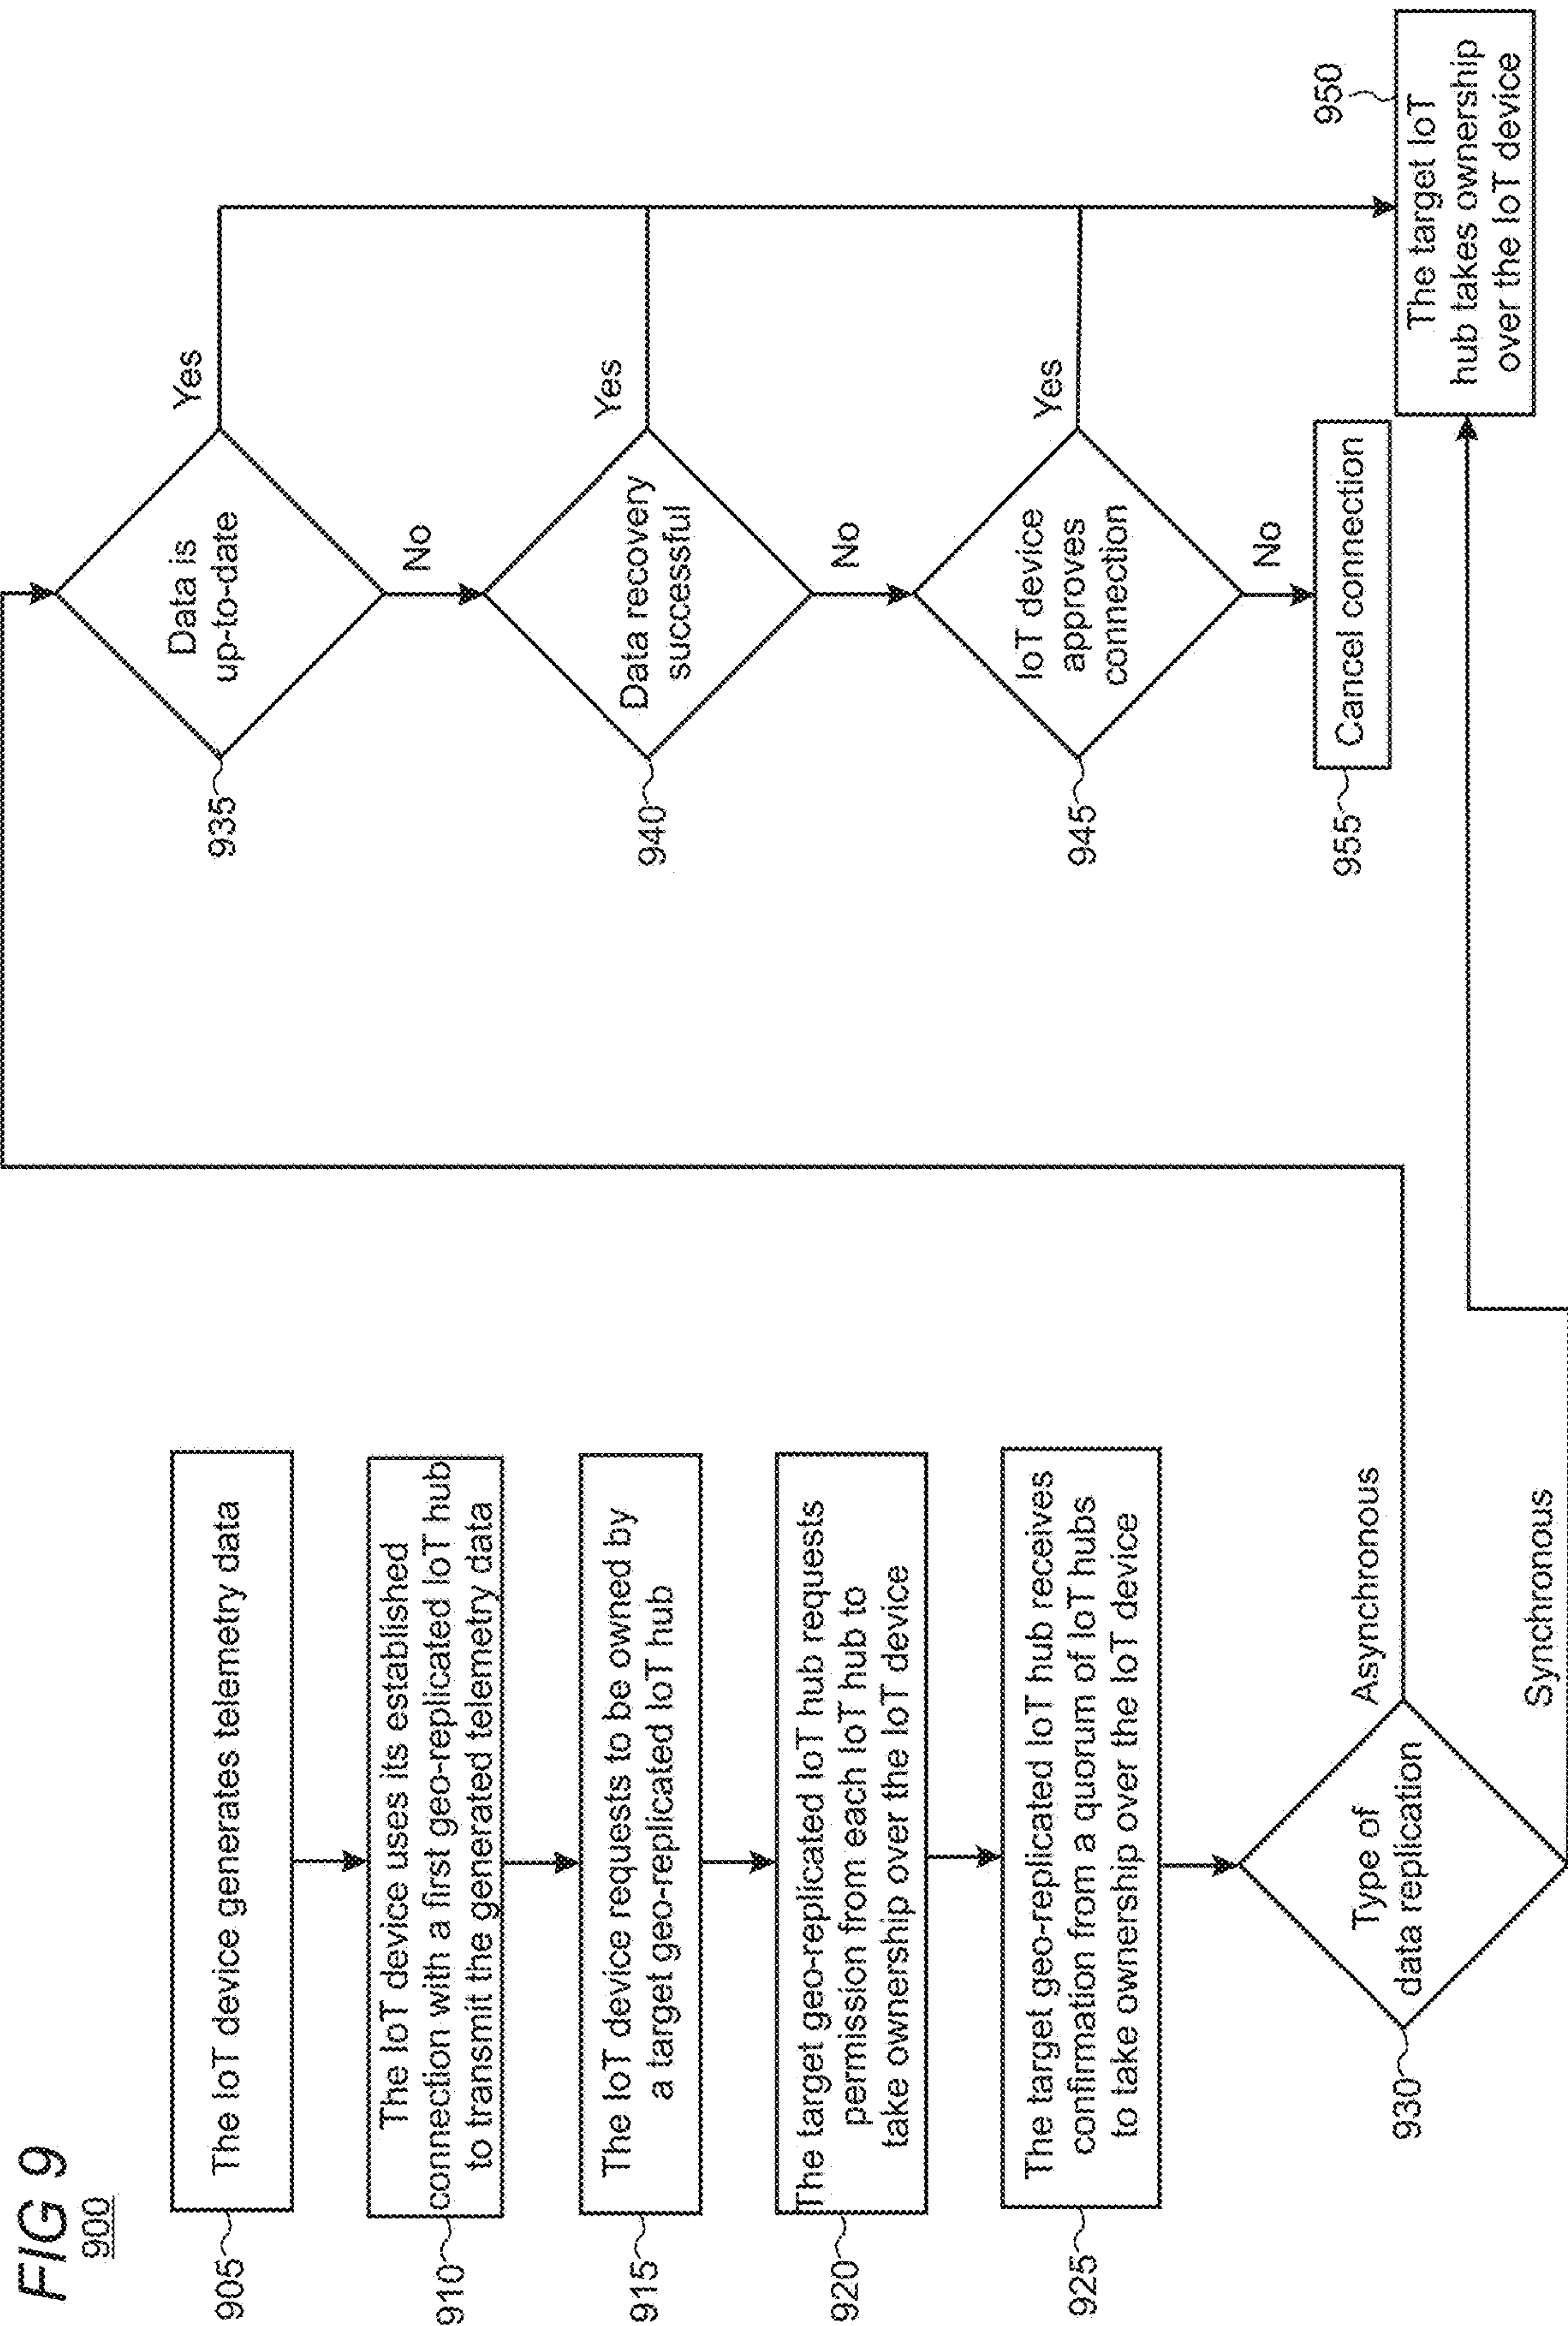 FIG 9
900
905
The IoT device generates telemetry data
910
The IoT device uses its established
connection with a first geo-replicated IoT hub
to transmit the generated telemetry data
915
The IoT device requests to be owned by
a target geo-replicated IoT hub
920
The target geo-replicated IoT hub requests
permission from each IoT hub to
take ownership over the IoT device
925
The target geo-replicated IoT hub receives
confirmation from a quorum of IoT hubs
to take ownership over the IoT device
930
Type of
data replication
Asynchronous
Synchronous
935
Data is
up-to-date
Yes
No
940
Data recovery
successful
Yes
No
945
IoT device
approves
connection
Yes
No
955
Cancel connection
950
The target IoT
hub takes ownership
over the IoT device